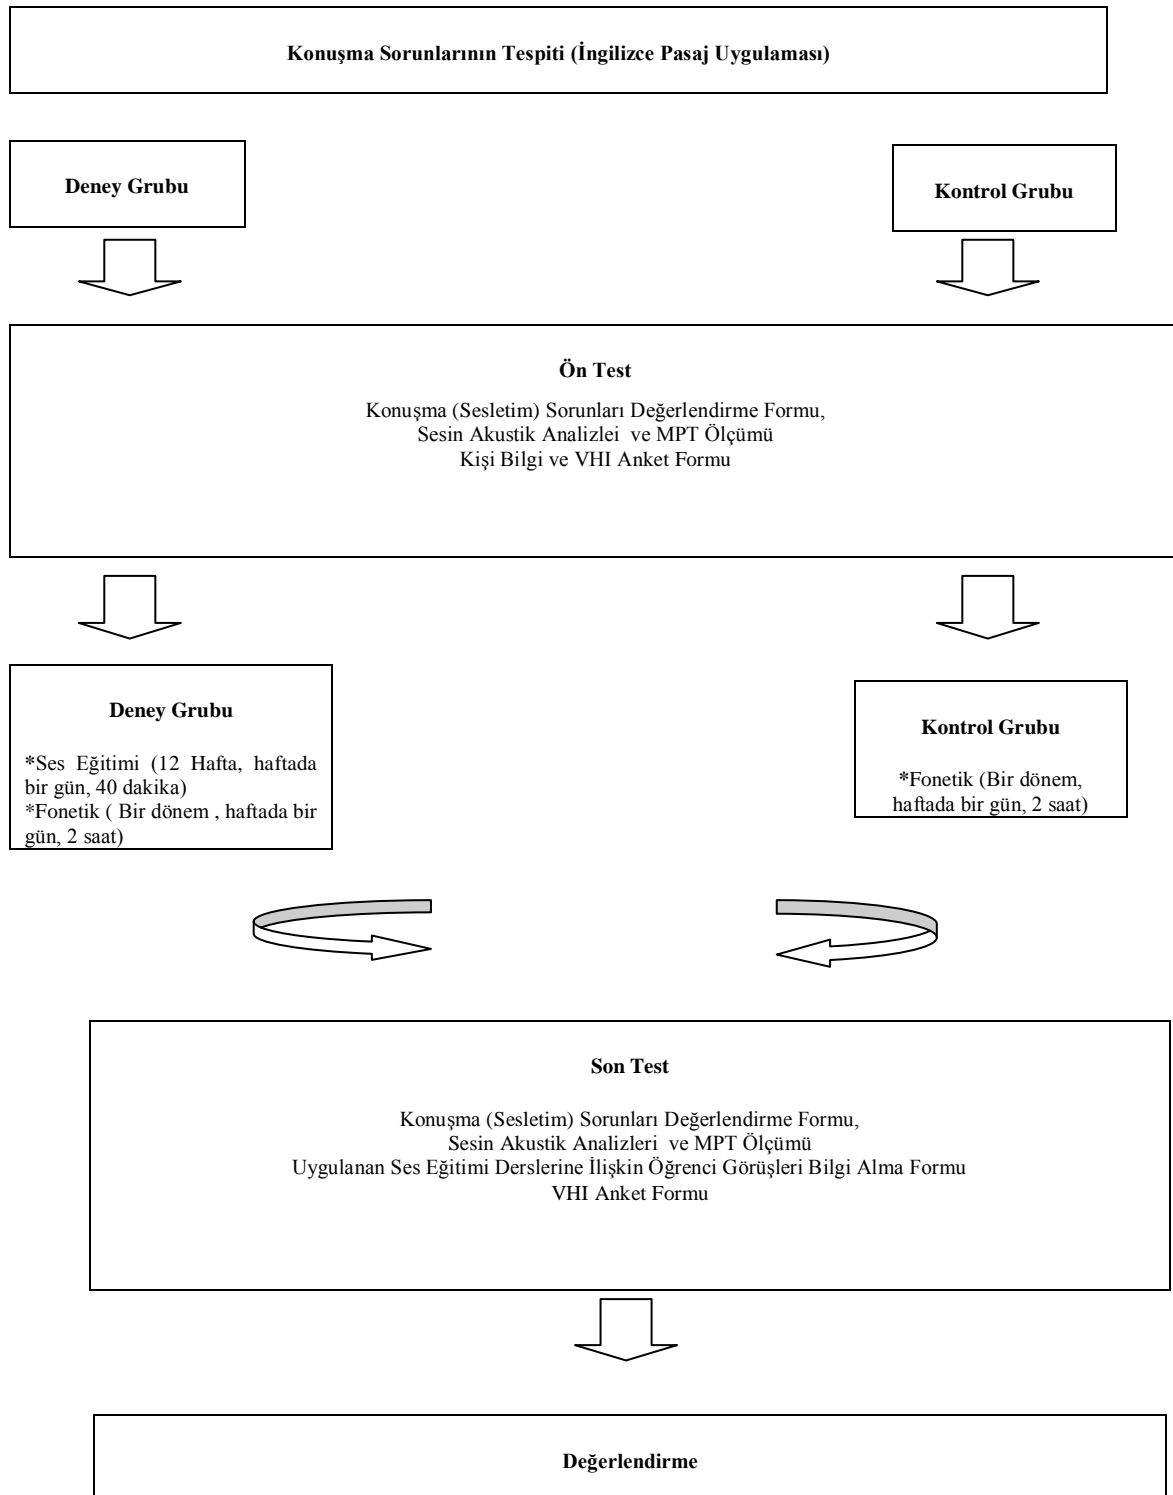 Konuşma Sorunlarının Tespiti (İngilizce Pasaj Uygulaması)
Deney Grubu
Kontrol Grubu
Ön Test
Konuşma (Sesletim) Sorunları Değerlendirme Formu,
Sesin Akustik Analizlei ve MPT Ölçümü
Kişi Bilgi ve VHI Anket Formu
Deney Grubu
*Ses Eğitimi (12 Hafta, haftada
bir gün, 40 dakika)
*Fonetik ( Bir dönem , haftada bir
gün, 2 saat)
Kontrol Grubu
*Fonetik (Bir dönem,
haftada bir gün, 2 saat)
Son Test
Konuşma (Sesletim) Sorunları Değerlendirme Formu,
Sesin Akustik Analizleri ve MPT Ölçümü
Uygulanan Ses Eğitimi Derslerine İlişkin Öğrenci Görüşleri Bilgi Alma Formu
VHI Anket Formu
Değerlendirme